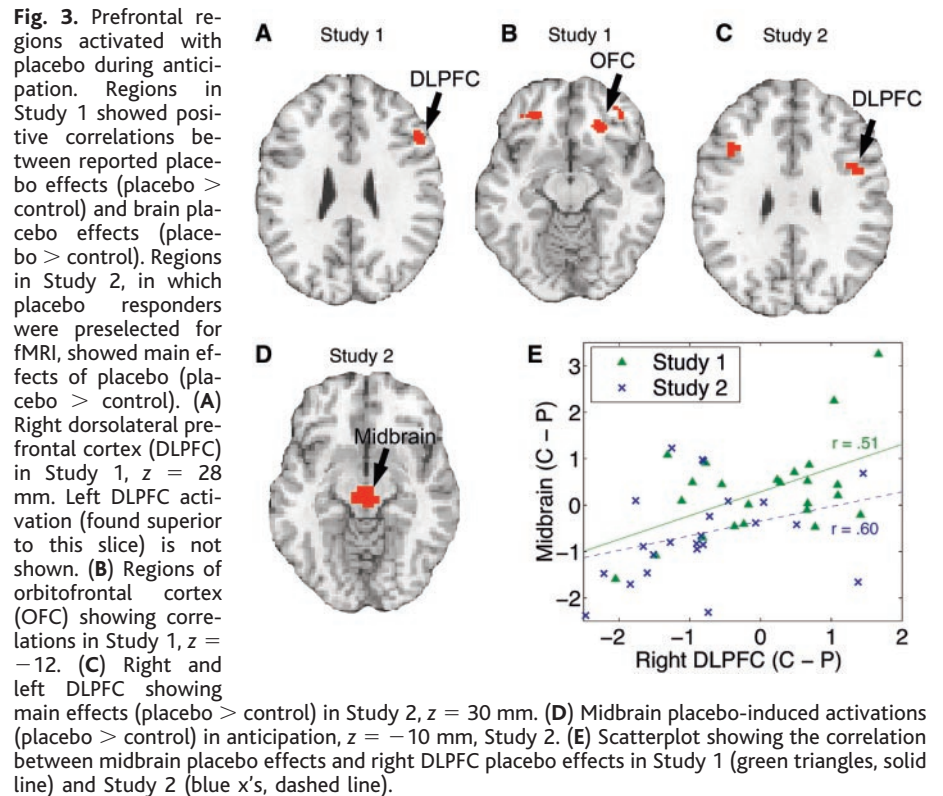 Fig. 3. Prefrontal re-
gions activated with
placebo during antici-
pation. Regions in
Study 1 showed posi-
tive correlations be-
tween reported place-
bo effects (placebo >
control) and brain pla-
cebo effects (place-
bo > control). Regions
in Study 2, in which
placebo responders
were preselected for
fMRI, showed main ef-
fects of placebo (pla-
cebo > control). (A)
Right dorsolateral pre-
frontal cortex (DLPFC)
in Study 1, z = 28
mm. Left DLPFC acti-
vation (found superior
to this slice) is not
shown. (B) Regions of
orbitofrontal cortex
(OFC) showing corre-
lations in Study 1, z =
−12. (C) Right and
left DLPFC showing
main effects (placebo > control) in Study 2, z = 30 mm. (D) Midbrain placebo-induced activations
(placebo > control) in anticipation, z = −10 mm, Study 2. (E) Scatterplot showing the correlation
between midbrain placebo effects and right DLPFC placebo effects in Study 1 (green triangles, solid
line) and Study 2 (blue x's, dashed line).
A
Study 1
DLPFC
B
Study 1
OFC
C
Study 2
DLPFC
D
Study 2
Midbrain
E
Study 1
Study 2
r = .51
r = .60
Midbrain (C – P)
3
2
1
0
−1
−2
−2 −1 0 1 2
Right DLPFC (C – P)